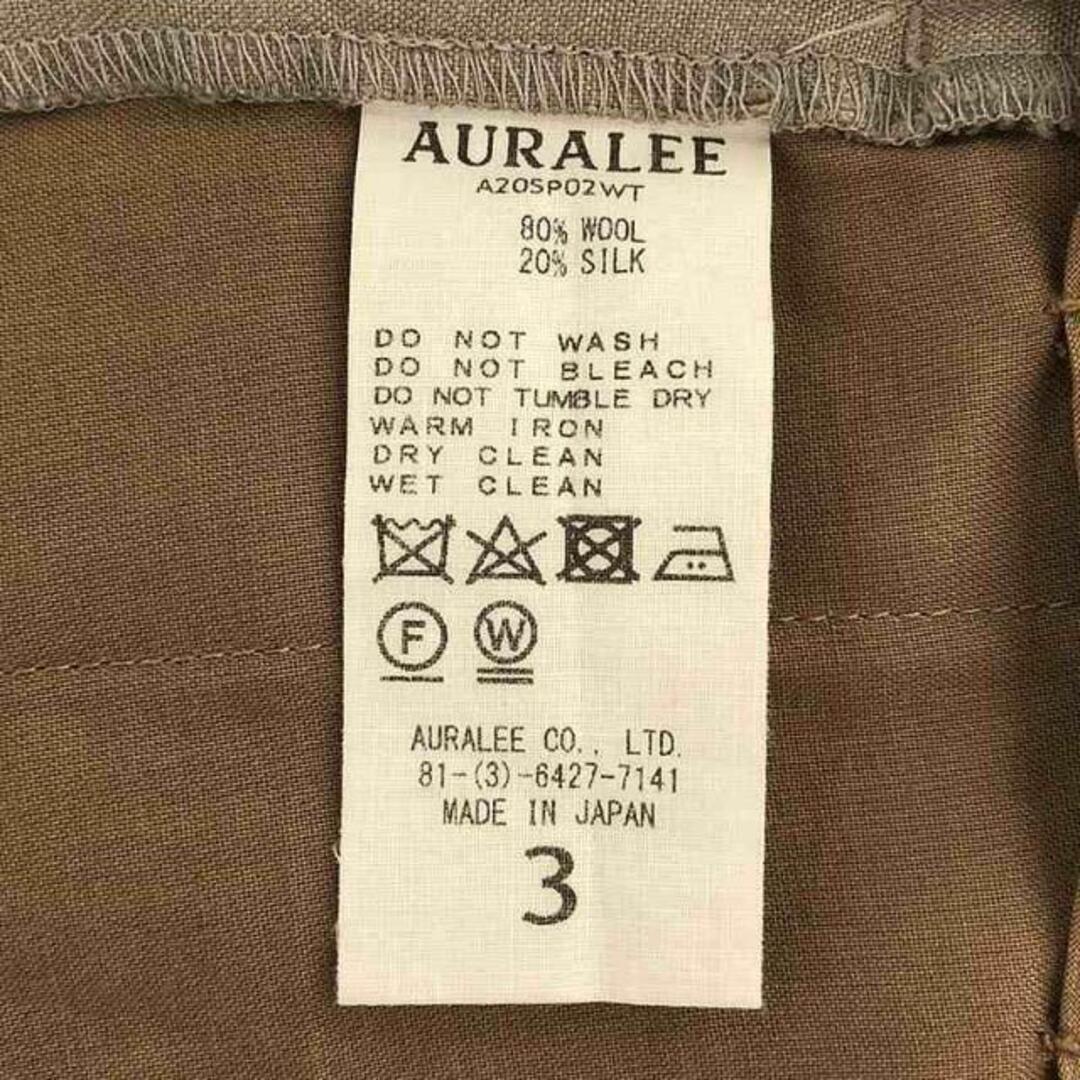 AURALEE
A20SP02WT
80% WOOL
20% SILK
DO NOT WASH
DO NOT BLEACH
DO NOT TUMBLE DRY
WARM IRON
DRY CLEAN
WET CLEAN
F W
AURALEE CO., LTD.
81-(3)-6427-7141
MADE IN JAPAN
3